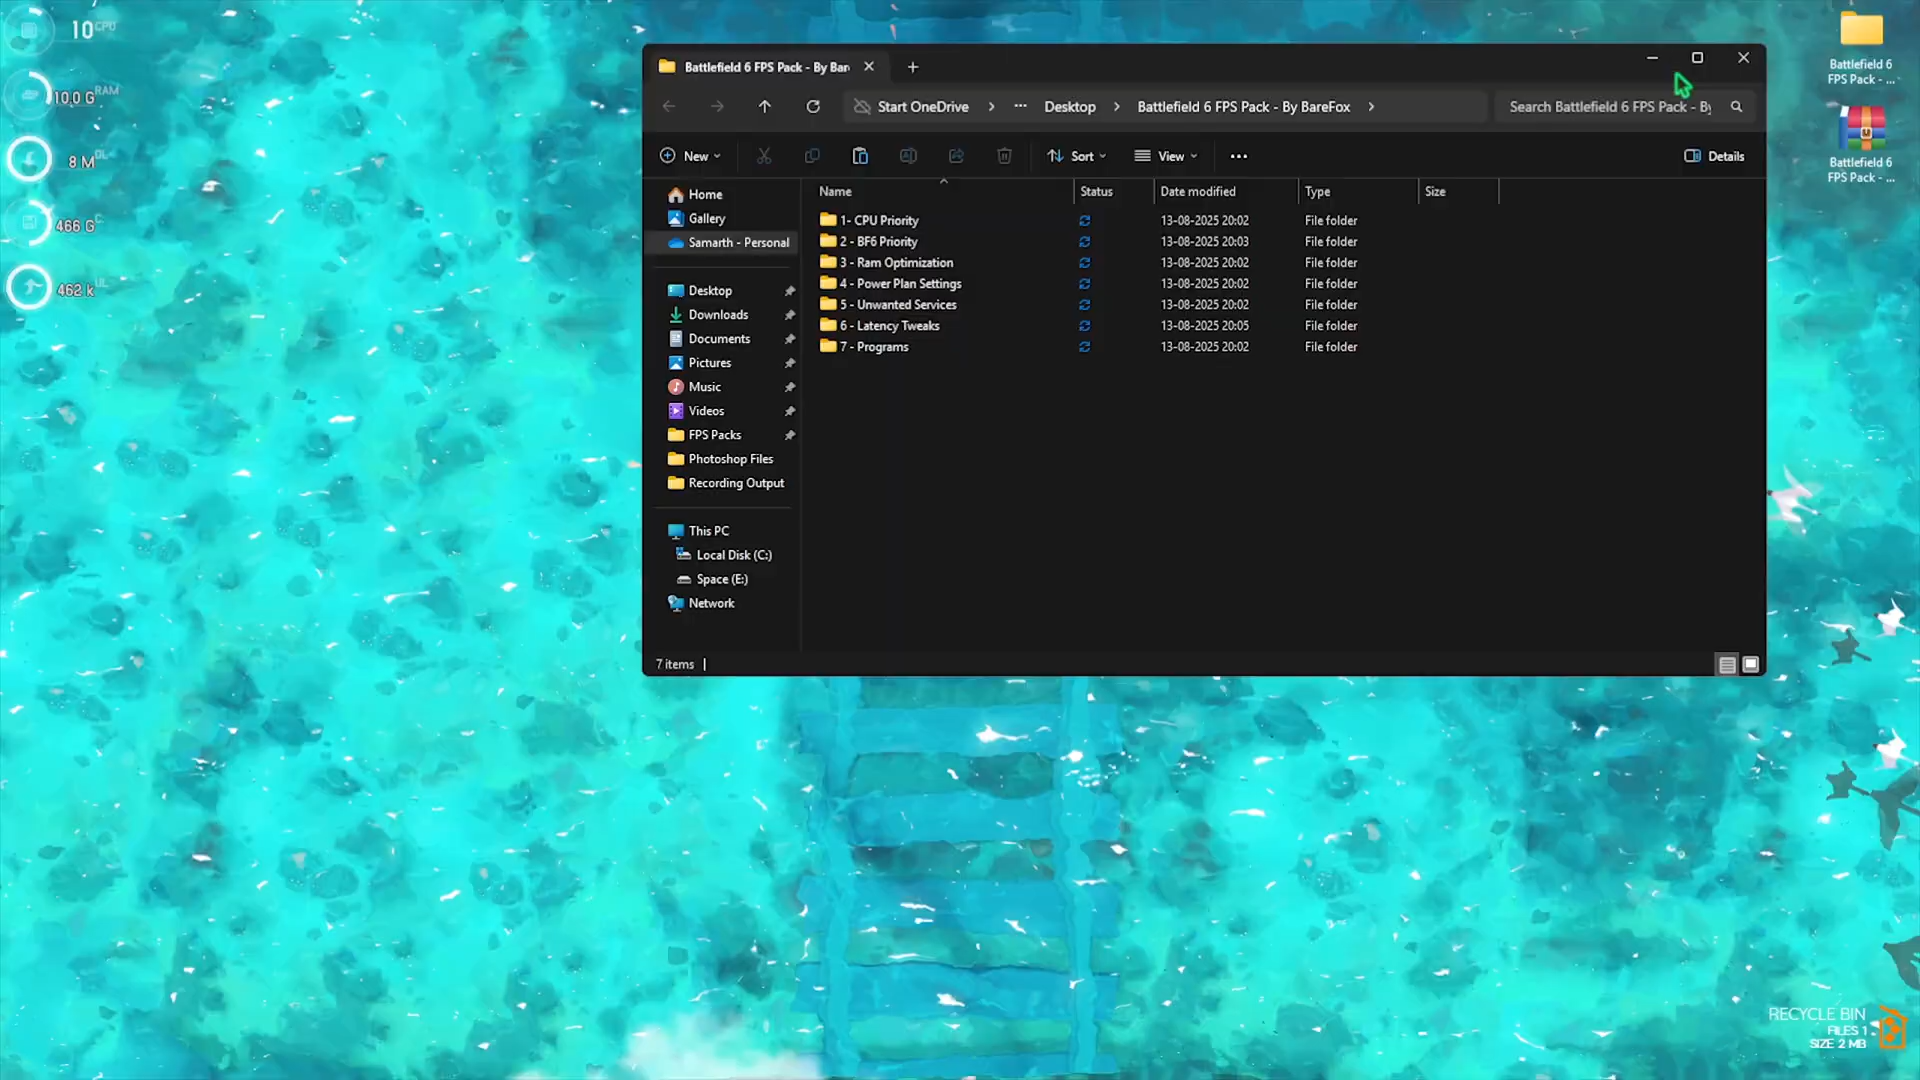 10 CPU
10.0 G RAM
8 M DL
466 G C:
462 k UL
Battlefield 6 FPS Pack - By Bar
Start OneDrive
Desktop
Battlefield 6 FPS Pack - By BareFox
Search Battlefield 6 FPS Pack - By
New
Sort
View
Details
Name Status Date modified Type Size
1- CPU Priority 13-08-2025 20:02 File folder
2 - BF6 Priority 13-08-2025 20:03 File folder
3 - Ram Optimization 13-08-2025 20:02 File folder
4 - Power Plan Settings 13-08-2025 20:02 File folder
5 - Unwanted Services 13-08-2025 20:02 File folder
6 - Latency Tweaks 13-08-2025 20:05 File folder
7 - Programs 13-08-2025 20:02 File folder
Home
Gallery
Samarth - Personal
Desktop
Downloads
Documents
Pictures
Music
Videos
FPS Packs
Photoshop Files
Recording Output
This PC
Local Disk (C:)
Space (E:)
Network
7 items
Battlefield 6
FPS Pack - ...
Battlefield 6
FPS Pack - ...
RECYCLE BIN
FILES 1
SIZE 2 MB